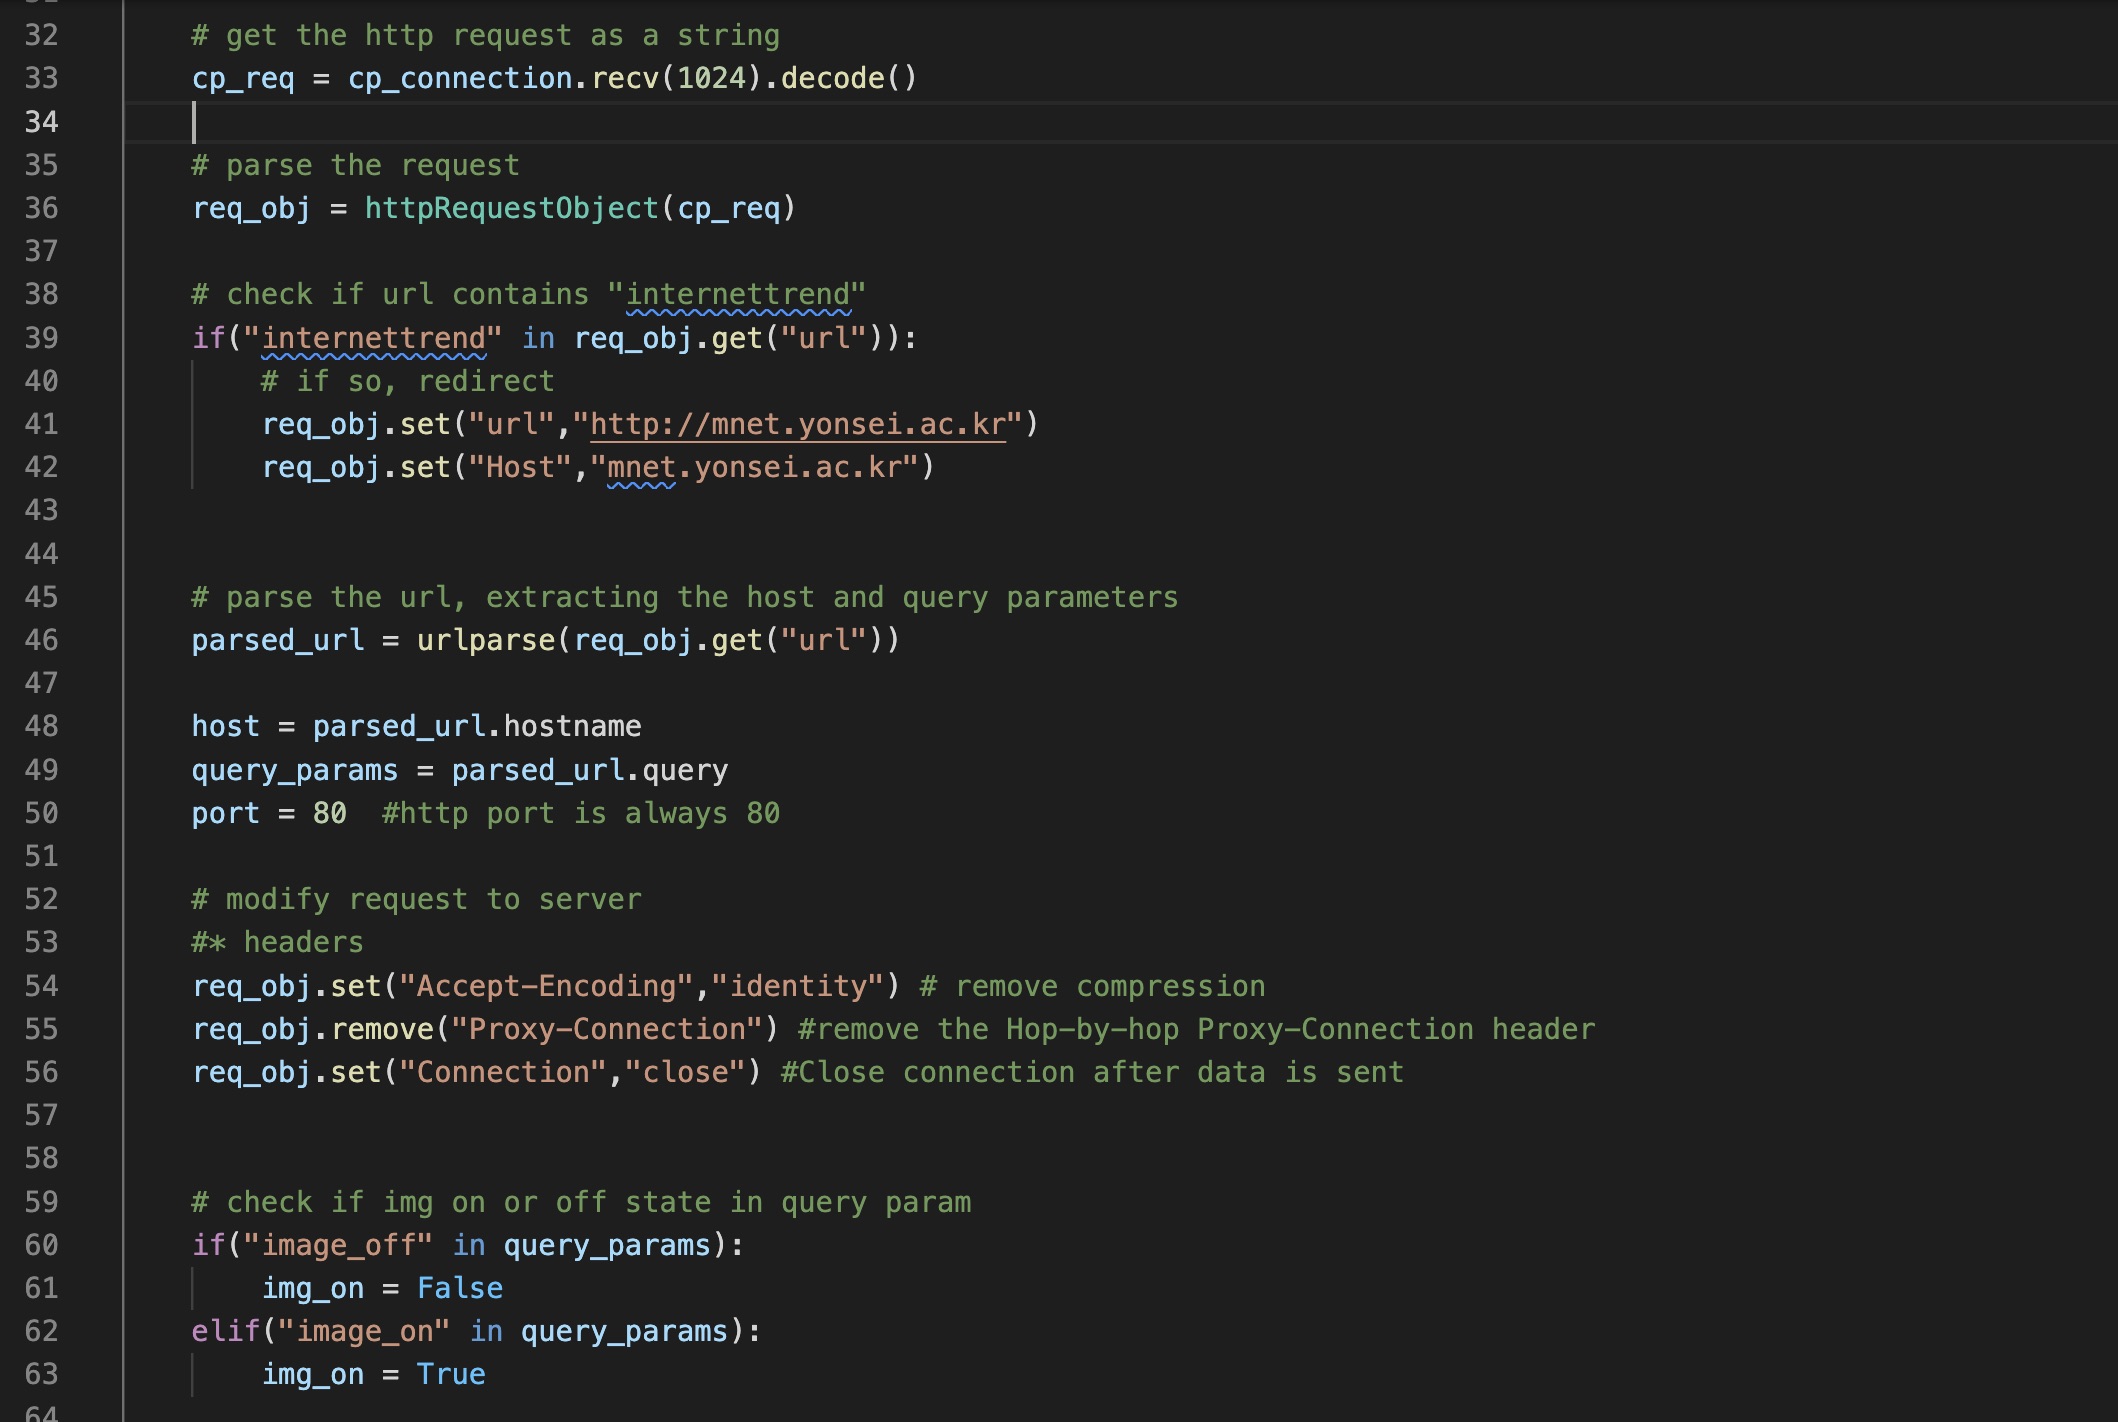 32 # get the http request as a string
33 cp_req = cp_connection.recv(1024).decode()
34
35 # parse the request
36 req_obj = httpRequestObject(cp_req)
37
38 # check if url contains "internettrend"
39 if("internettrend" in req_obj.get("url")):
40 # if so, redirect
41 req_obj.set("url","http://mnet.yonsei.ac.kr")
42 req_obj.set("Host","mnet.yonsei.ac.kr")
43
44
45 # parse the url, extracting the host and query parameters
46 parsed_url = urlparse(req_obj.get("url"))
47
48 host = parsed_url.hostname
49 query_params = parsed_url.query
50 port = 80  #http port is always 80
51
52 # modify request to server
53 #* headers
54 req_obj.set("Accept-Encoding","identity") # remove compression
55 req_obj.remove("Proxy-Connection") #remove the Hop-by-hop Proxy-Connection header
56 req_obj.set("Connection","close") #Close connection after data is sent
57
58
59 # check if img on or off state in query param
60 if("image_off" in query_params):
61 img_on = False
62 elif("image_on" in query_params):
63 img_on = True
64